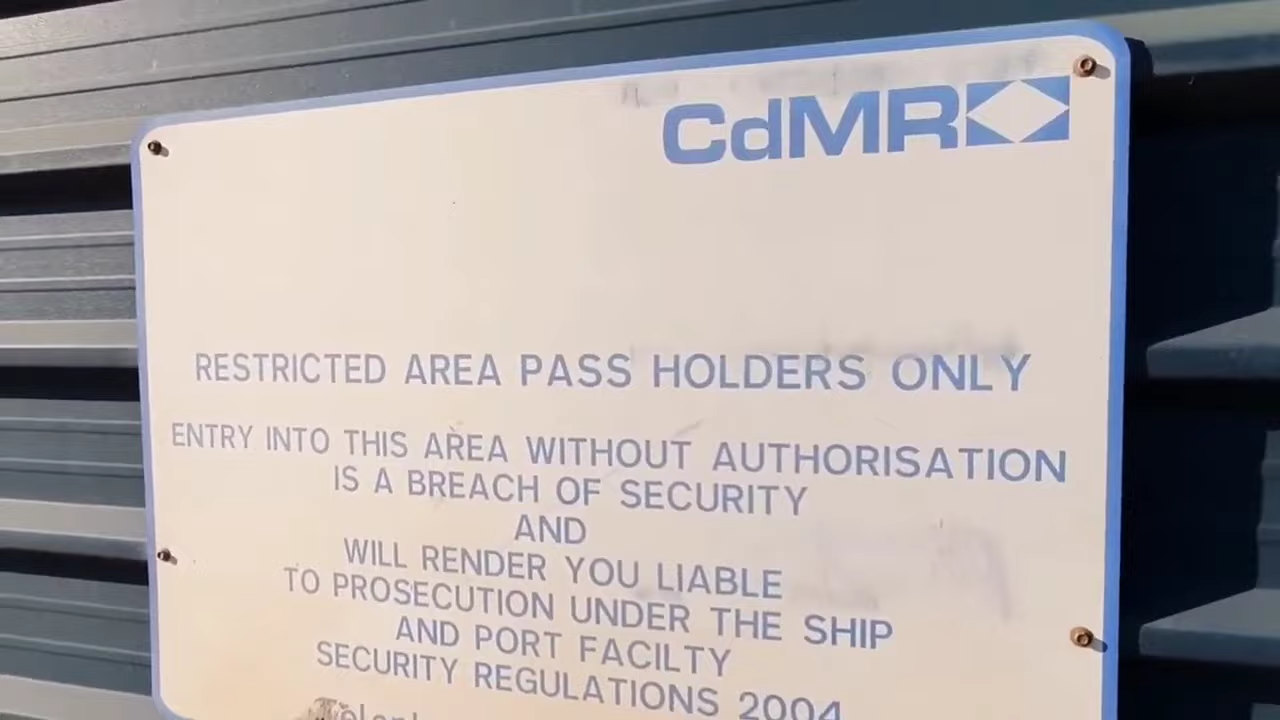 CdMR
RESTRICTED AREA PASS HOLDERS ONLY
ENTRY INTO THIS AREA WITHOUT AUTHORISATION
IS A BREACH OF SECURITY
AND
WILL RENDER YOU LIABLE
TO PROSECUTION UNDER THE SHIP
AND PORT FACILTY
SECURITY REGULATIONS 2004